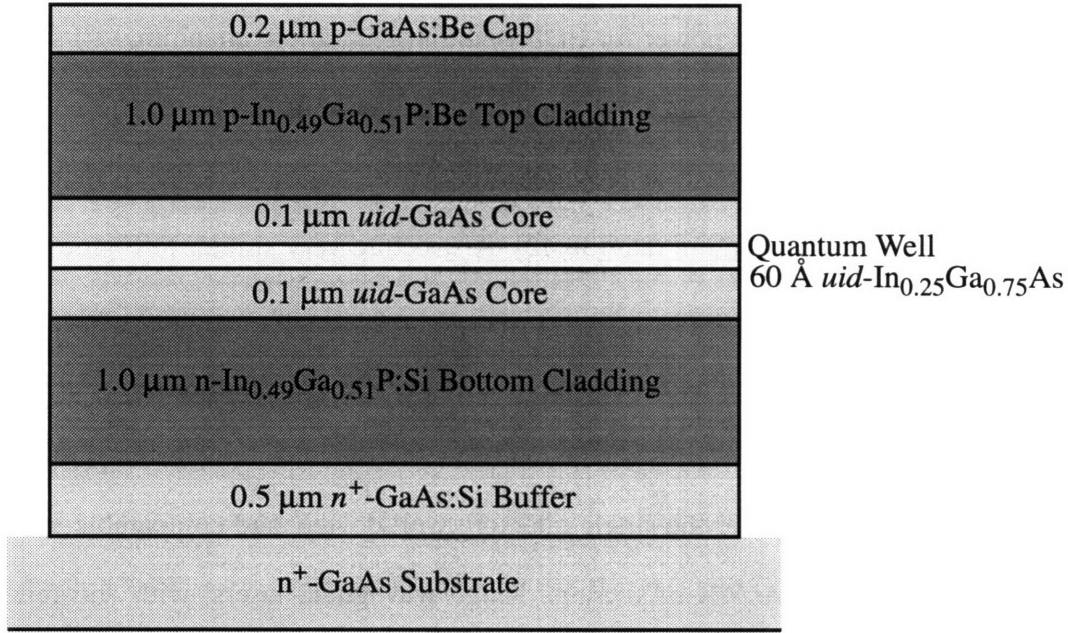 0.2 μm p-GaAs:Be Cap
1.0 μm p-In₀.₄₉Ga₀.₅₁P:Be Top Cladding
0.1 μm uid-GaAs Core
Quantum Well
60 Å uid-In₀.₂₅Ga₀.₇₅As
0.1 μm uid-GaAs Core
1.0 μm n-In₀.₄₉Ga₀.₅₁P:Si Bottom Cladding
0.5 μm n⁺-GaAs:Si Buffer
n⁺-GaAs Substrate